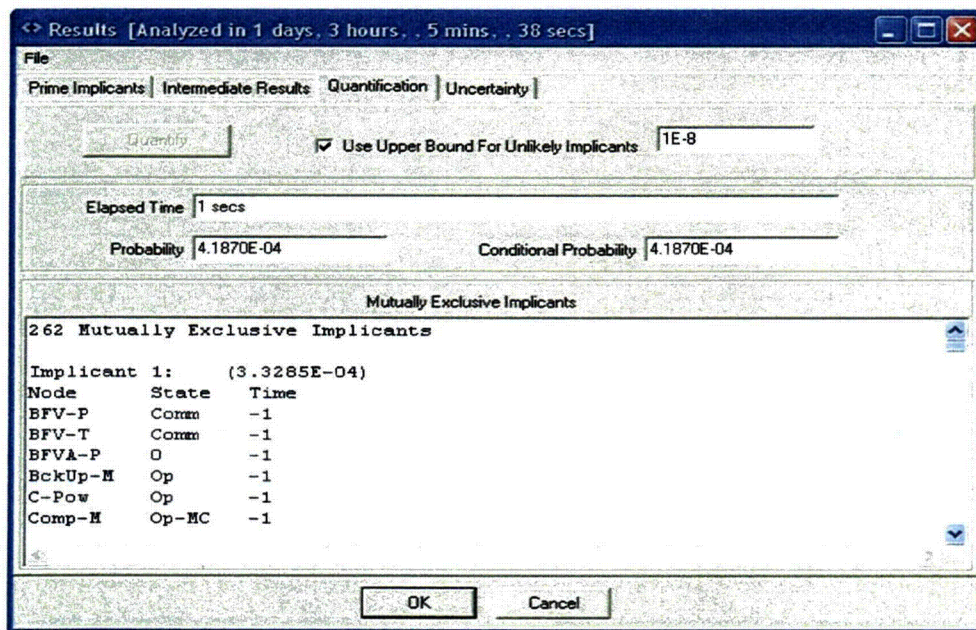 <> Results [Analyzed in 1 days, 3 hours, . 5 mins, . 38 secs]
File
Prime Implicants Intermediate Results Quantification Uncertainty
Quantify Use Upper Bound For Unlikely Implicants 1E-8
Elapsed Time 1 secs
Probability 4.1870E-04 Conditional Probability 4.1870E-04
Mutually Exclusive Implicants
262 Mutually Exclusive Implicants
Implicant 1: (3.3285E-04)
Node State Time
BFV-P Comm -1
BFV-T Comm -1
BFVA-P O -1
BckUp-M Op -1
C-Pow Op -1
Comp-M Op-MC -1
OK Cancel